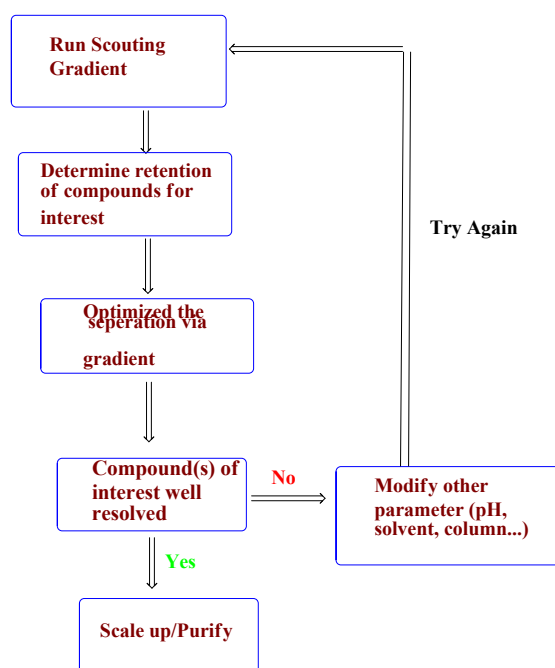 Run Scouting
Gradient
Determine retention
of compounds for
interest
Try Again
Optimized the
seperation via
gradient
Compound(s) of
interest well
resolved
No
Modify other
parameter (pH,
solvent, column...)
Yes
Scale up/Purify